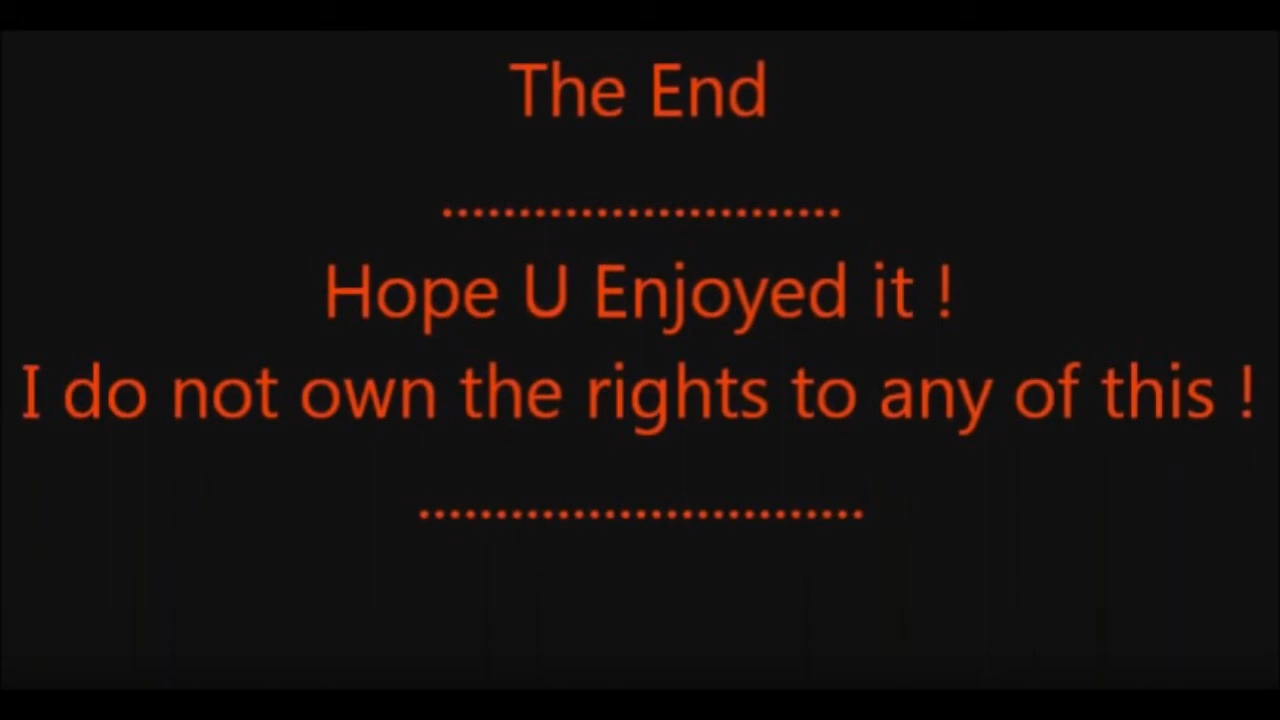 The End
..........................
Hope U Enjoyed it !
I do not own the rights to any of this !
.............................